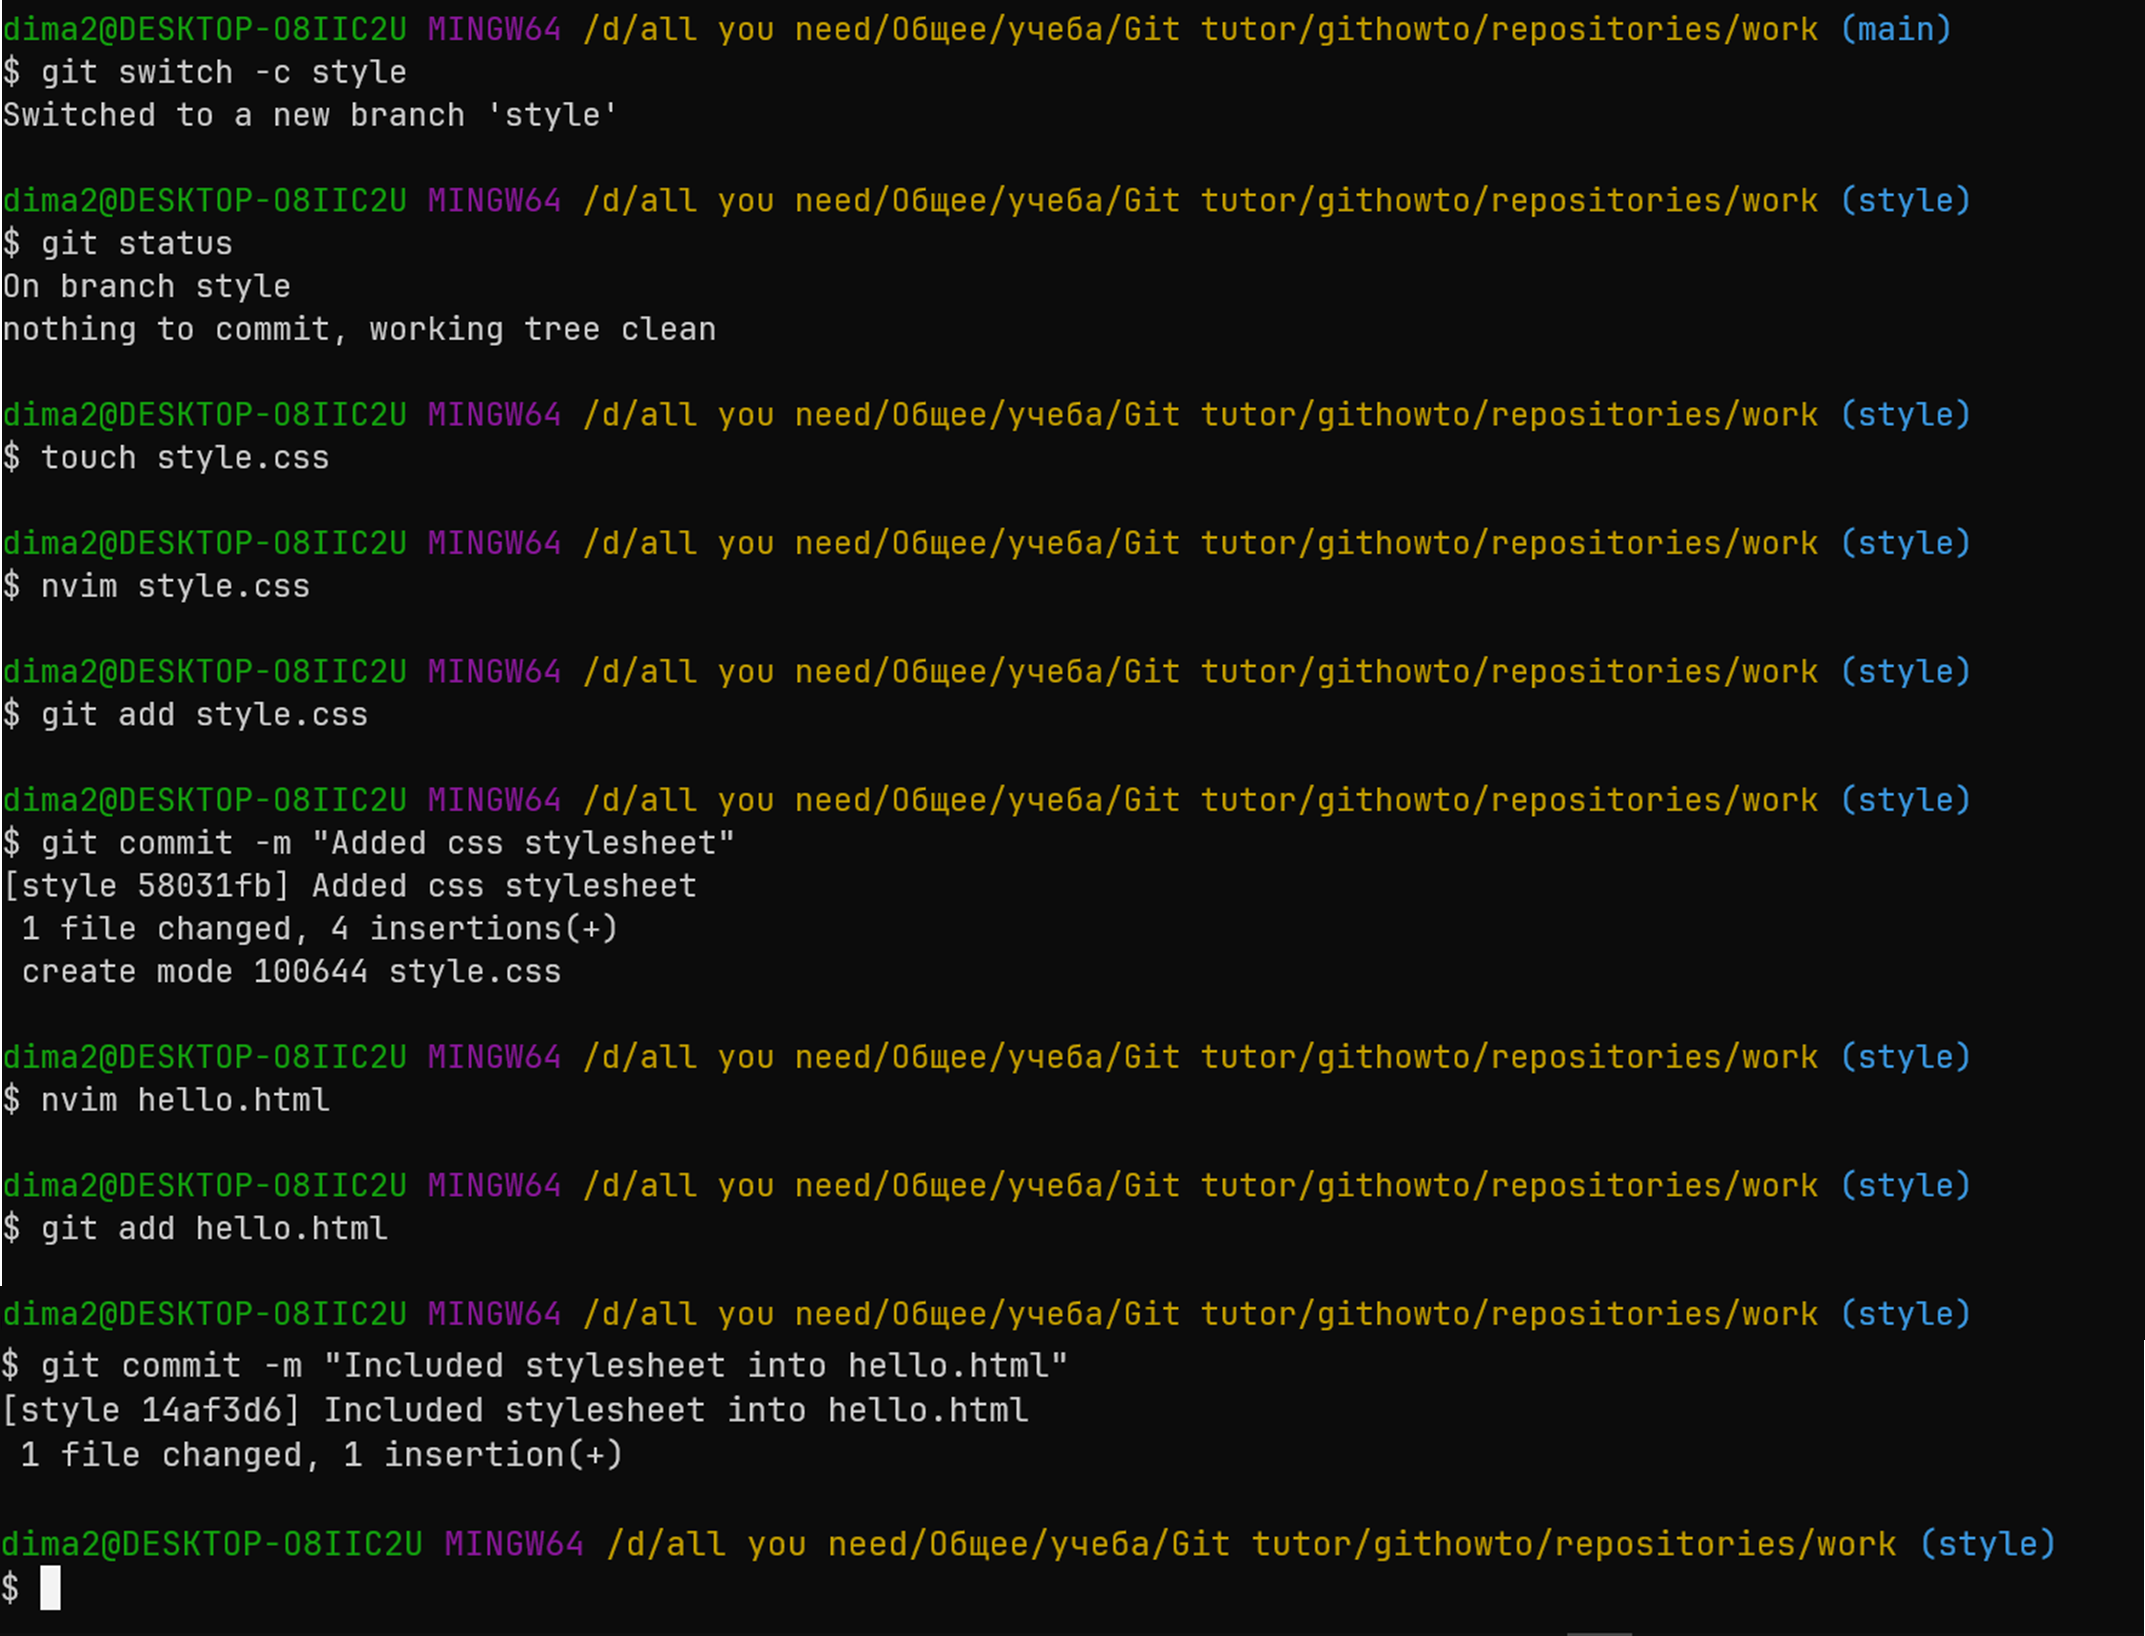 dima2@DESKTOP-O8IIC2U MINGW64 /d/all you need/Общее/учеба/Git tutor/githowto/repositories/work (main)
$ git switch -c style
Switched to a new branch 'style'
dima2@DESKTOP-O8IIC2U MINGW64 /d/all you need/Общее/учеба/Git tutor/githowto/repositories/work (style)
$ git status
On branch style
nothing to commit, working tree clean
dima2@DESKTOP-O8IIC2U MINGW64 /d/all you need/Общее/учеба/Git tutor/githowto/repositories/work (style)
$ touch style.css
dima2@DESKTOP-O8IIC2U MINGW64 /d/all you need/Общее/учеба/Git tutor/githowto/repositories/work (style)
$ nvim style.css
dima2@DESKTOP-O8IIC2U MINGW64 /d/all you need/Общее/учеба/Git tutor/githowto/repositories/work (style)
$ git add style.css
dima2@DESKTOP-O8IIC2U MINGW64 /d/all you need/Общее/учеба/Git tutor/githowto/repositories/work (style)
$ git commit -m "Added css stylesheet"
[style 58031fb] Added css stylesheet
 1 file changed, 4 insertions(+)
 create mode 100644 style.css
dima2@DESKTOP-O8IIC2U MINGW64 /d/all you need/Общее/учеба/Git tutor/githowto/repositories/work (style)
$ nvim hello.html
dima2@DESKTOP-O8IIC2U MINGW64 /d/all you need/Общее/учеба/Git tutor/githowto/repositories/work (style)
$ git add hello.html
dima2@DESKTOP-O8IIC2U MINGW64 /d/all you need/Общее/учеба/Git tutor/githowto/repositories/work (style)
$ git commit -m "Included stylesheet into hello.html"
[style 14af3d6] Included stylesheet into hello.html
 1 file changed, 1 insertion(+)
dima2@DESKTOP-O8IIC2U MINGW64 /d/all you need/Общее/учеба/Git tutor/githowto/repositories/work (style)
$